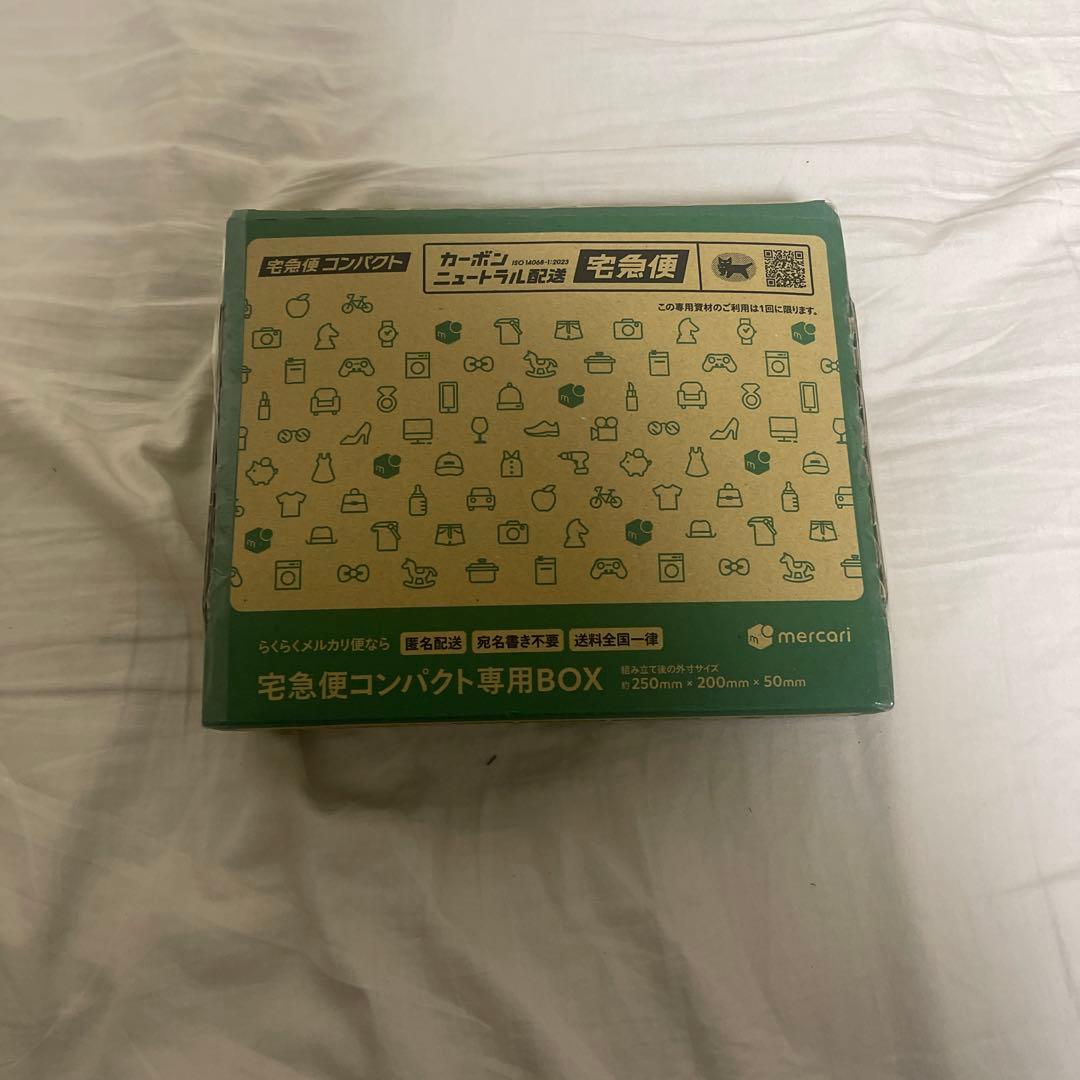 宅急便コンパクト
カーボン ISO 14068-1:2023
ニュートラル配送
宅急便
この専用資材のご利用は1回に限ります。
らくらくメルカリ便なら 匿名配送 宛名書き不要 送料全国一律
mercari
宅急便コンパクト専用BOX
組み立て後の外寸サイズ
約250mm × 200mm × 50mm